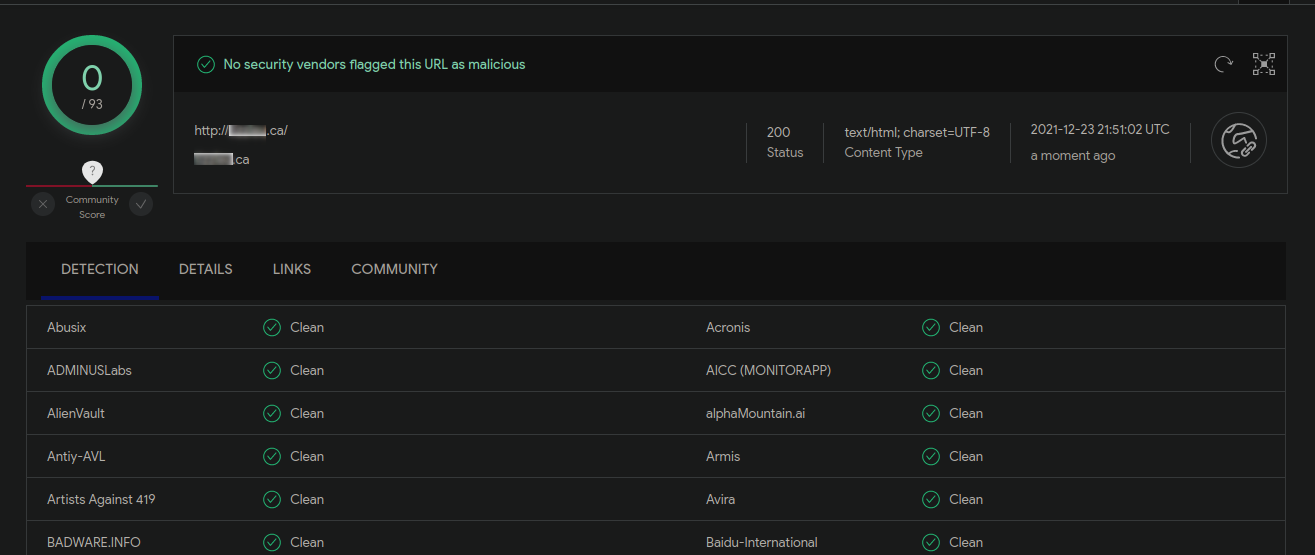 0
/ 93
?
Community
Score
No security vendors flagged this URL as malicious
http:// .ca/
.ca
200
Status
text/html; charset=UTF-8
Content Type
2021-12-23 21:51:02 UTC
a moment ago
DETECTION DETAILS LINKS COMMUNITY
Abusix Clean Acronis Clean
ADMINUSLabs Clean AICC (MONITORAPP) Clean
AlienVault Clean alphaMountain.ai Clean
Antiy-AVL Clean Armis Clean
Artists Against 419 Clean Avira Clean
BADWARE.INFO Clean Baidu-International Clean